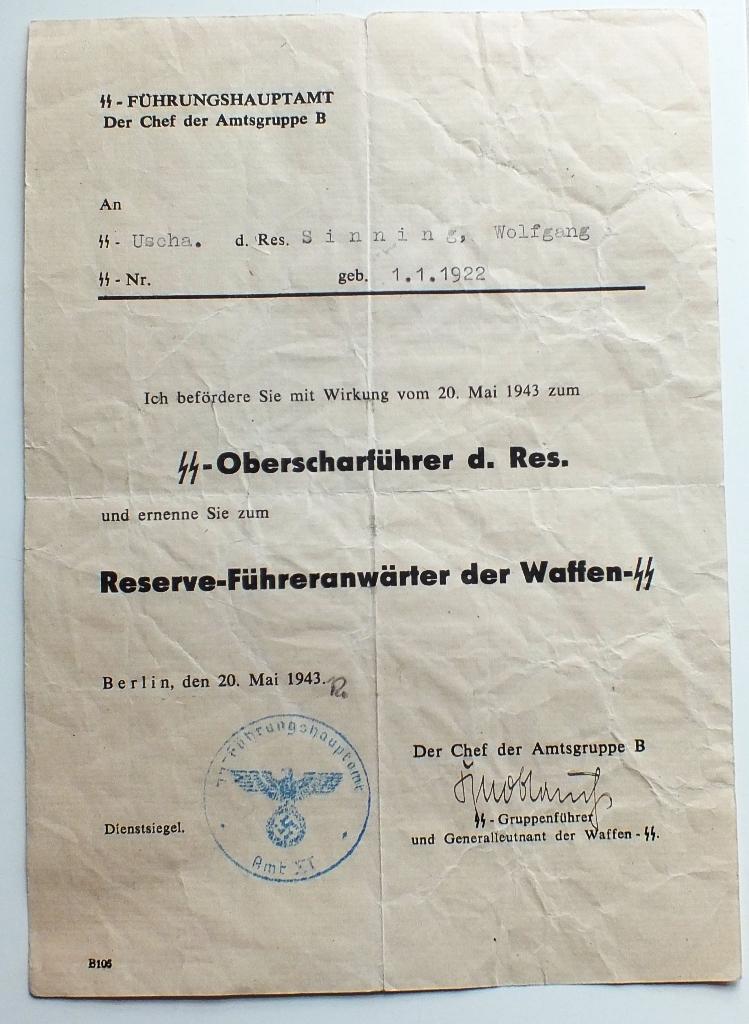 ᛋᛋ-FÜHRUNGSHAUPTAMT
Der Chef der Amtsgruppe B
An
ᛋᛋ- Uscha. d. Res. Sinning, Wolfgang
ᛋᛋ-Nr. geb. 1.1.1922
Ich befördere Sie mit Wirkung vom 20. Mai 1943 zum
ᛋᛋ-Oberscharführer d. Res.
und ernenne Sie zum
Reserve-Führeranwärter der Waffen-ᛋᛋ
Berlin, den 20. Mai 1943.
ᛋᛋ-Führungshauptamt
Amt XI
Dienstsiegel.
Der Chef der Amtsgruppe B
ᛋᛋ-Gruppenführer
und Generalleutnant der Waffen-ᛋᛋ.
B105